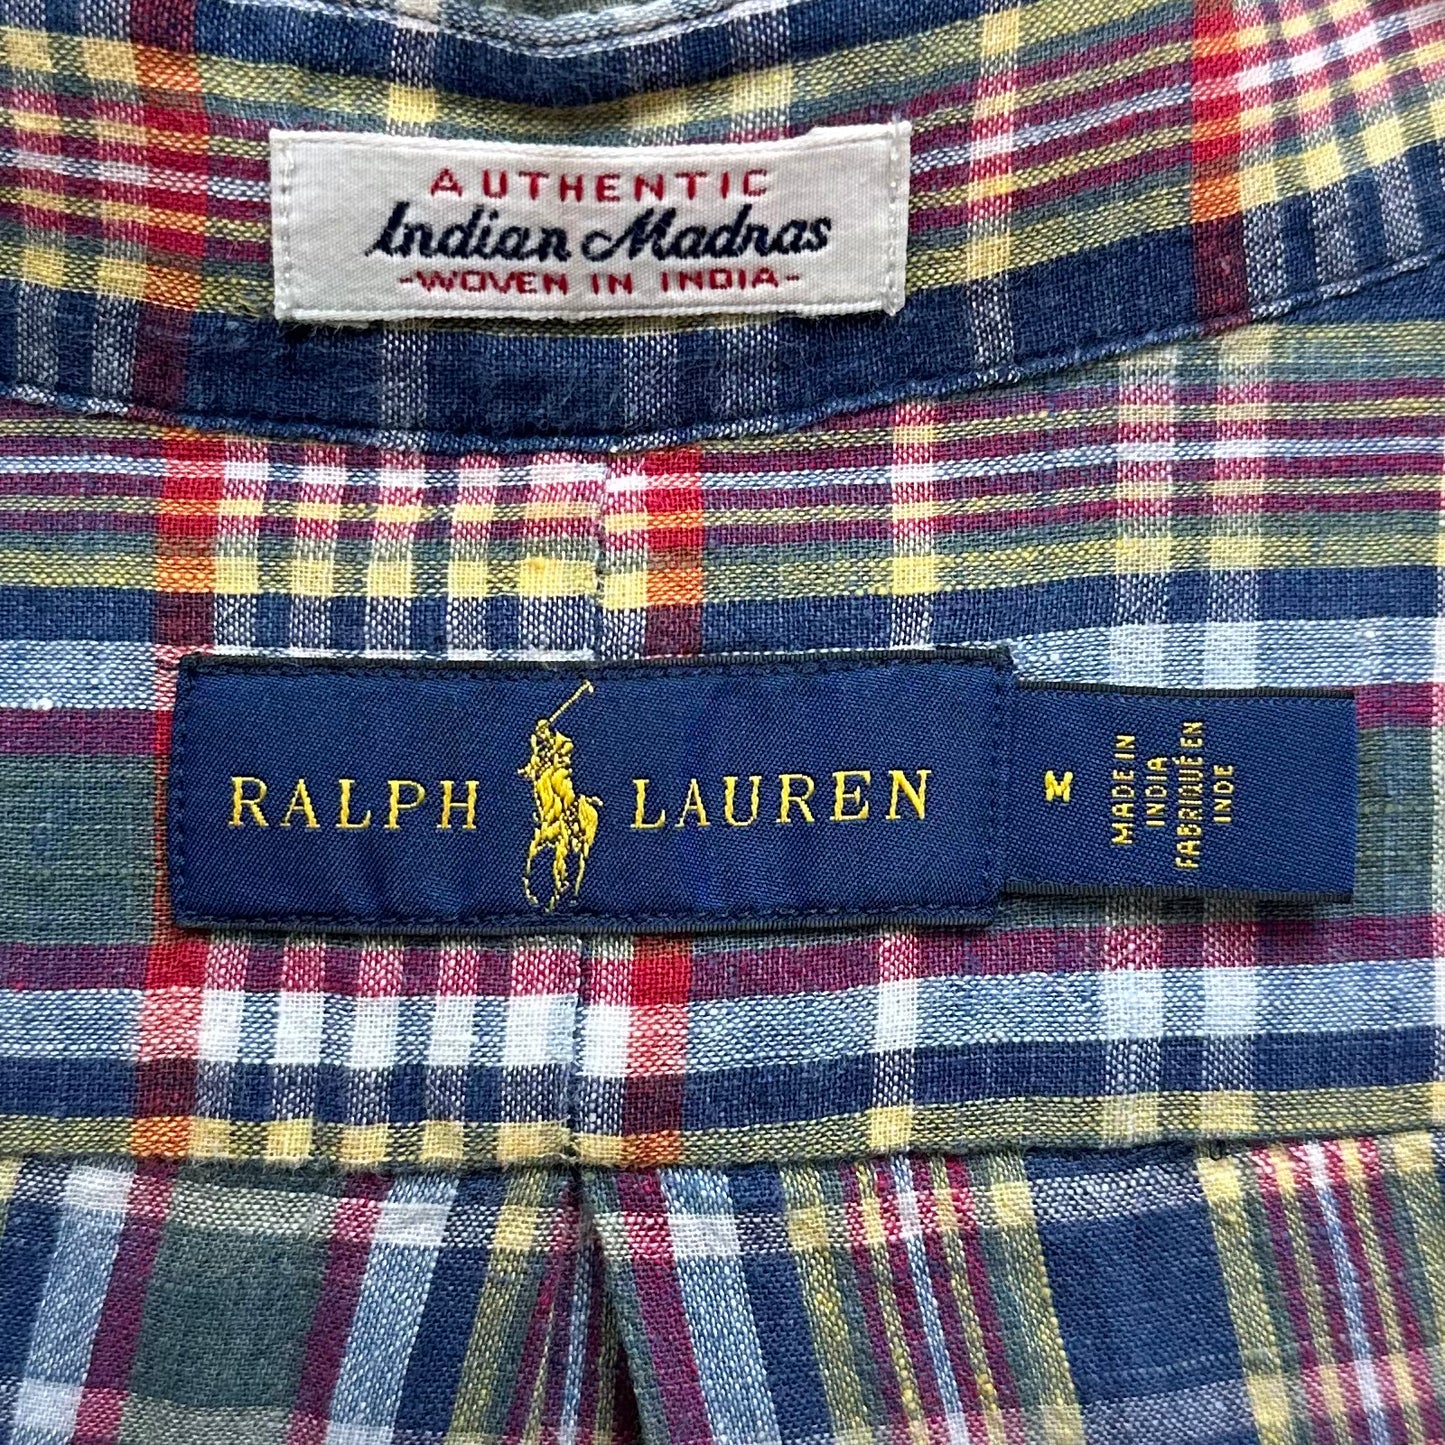 AUTHENTIC
Indian Madras
-WOVEN IN INDIA-
RALPH LAUREN
M
MADE IN
INDIA
FABRIQUÉ EN
INDE